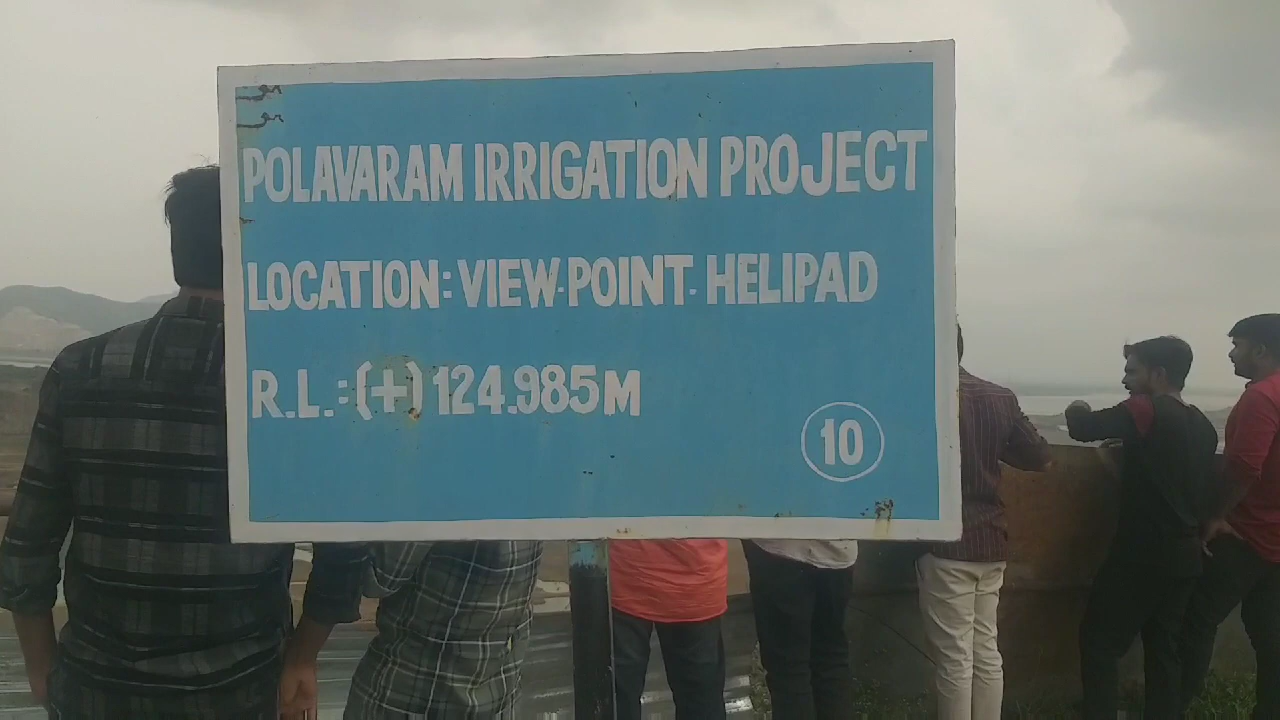 POLAVARAM IRRIGATION PROJECT
LOCATION: VIEW-POINT- HELIPAD
R.L.:(+) 124.985M
10